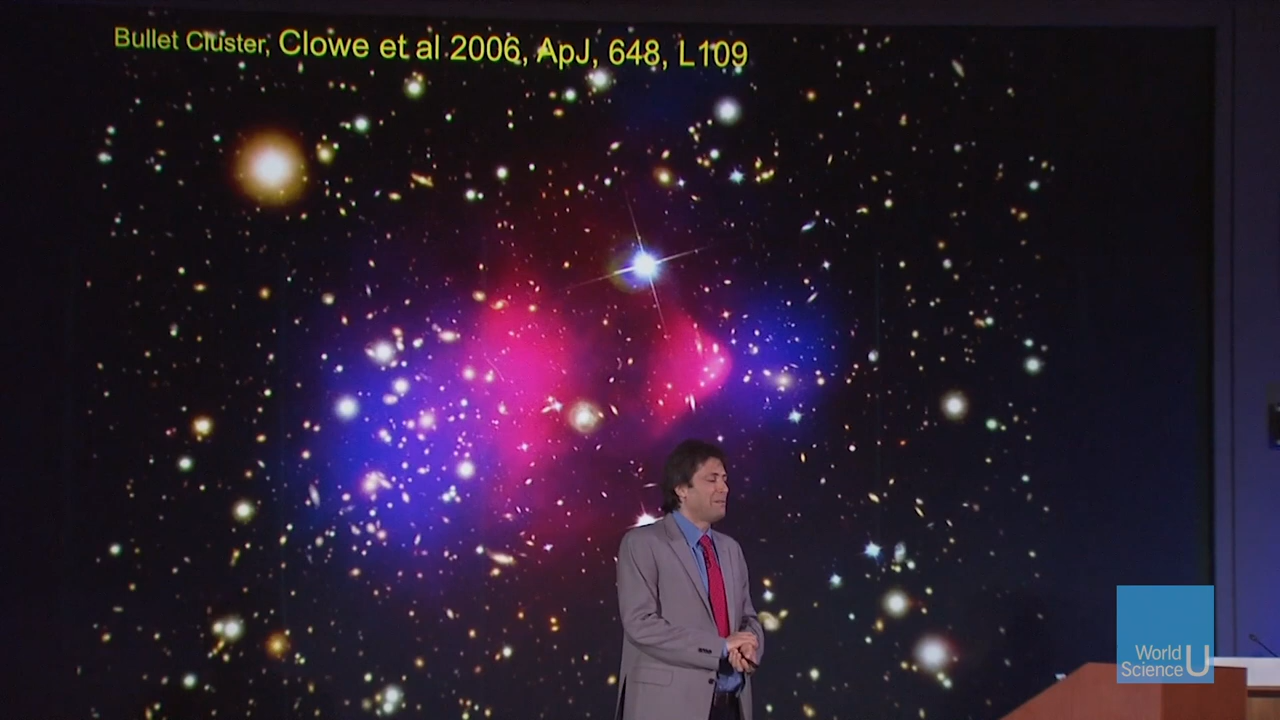 Bullet Cluster, Clowe et al 2006, ApJ, 648, L109
World
Science U